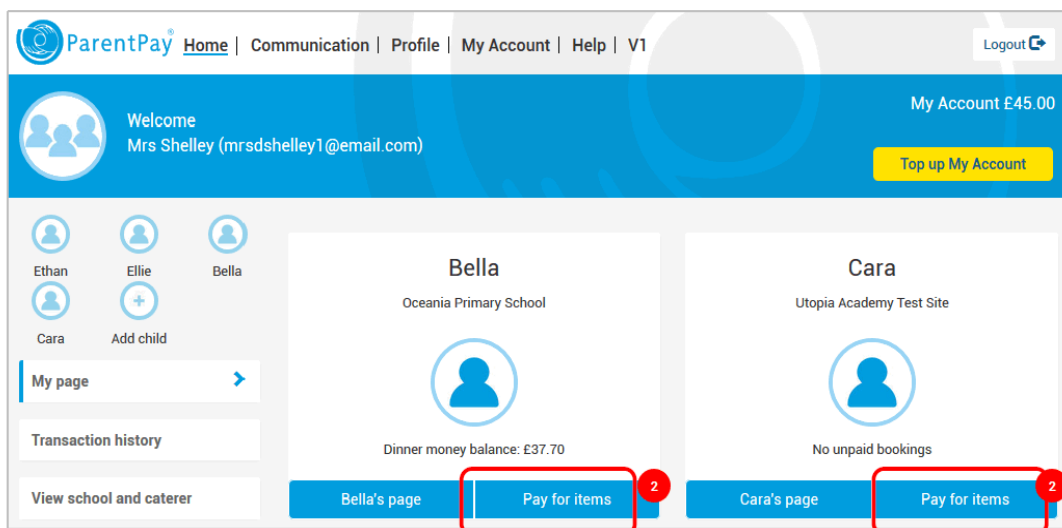 ParentPay® Home | Communication | Profile | My Account | Help | V1 Logout
My Account £45.00
Welcome
Mrs Shelley (mrsdshelley1@email.com)
Top up My Account
Ethan Ellie Bella
Cara Add child
My page
Transaction history
View school and caterer
Bella
Oceania Primary School
Dinner money balance: £37.70
Bella's page Pay for items 2
Cara
Utopia Academy Test Site
No unpaid bookings
Cara's page Pay for items 2